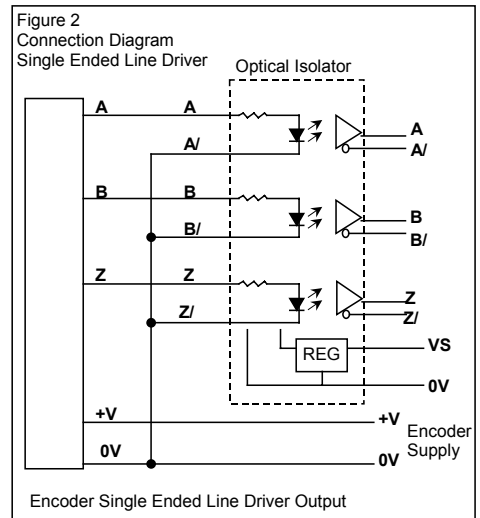 Figure 2
Connection Diagram
Single Ended Line Driver
Optical Isolator
A A A
A/ A/
B B B
B/ B/
Z Z Z
Z/ Z/
REG VS
0V
+V +V
Encoder
Supply
0V 0V
Encoder Single Ended Line Driver Output